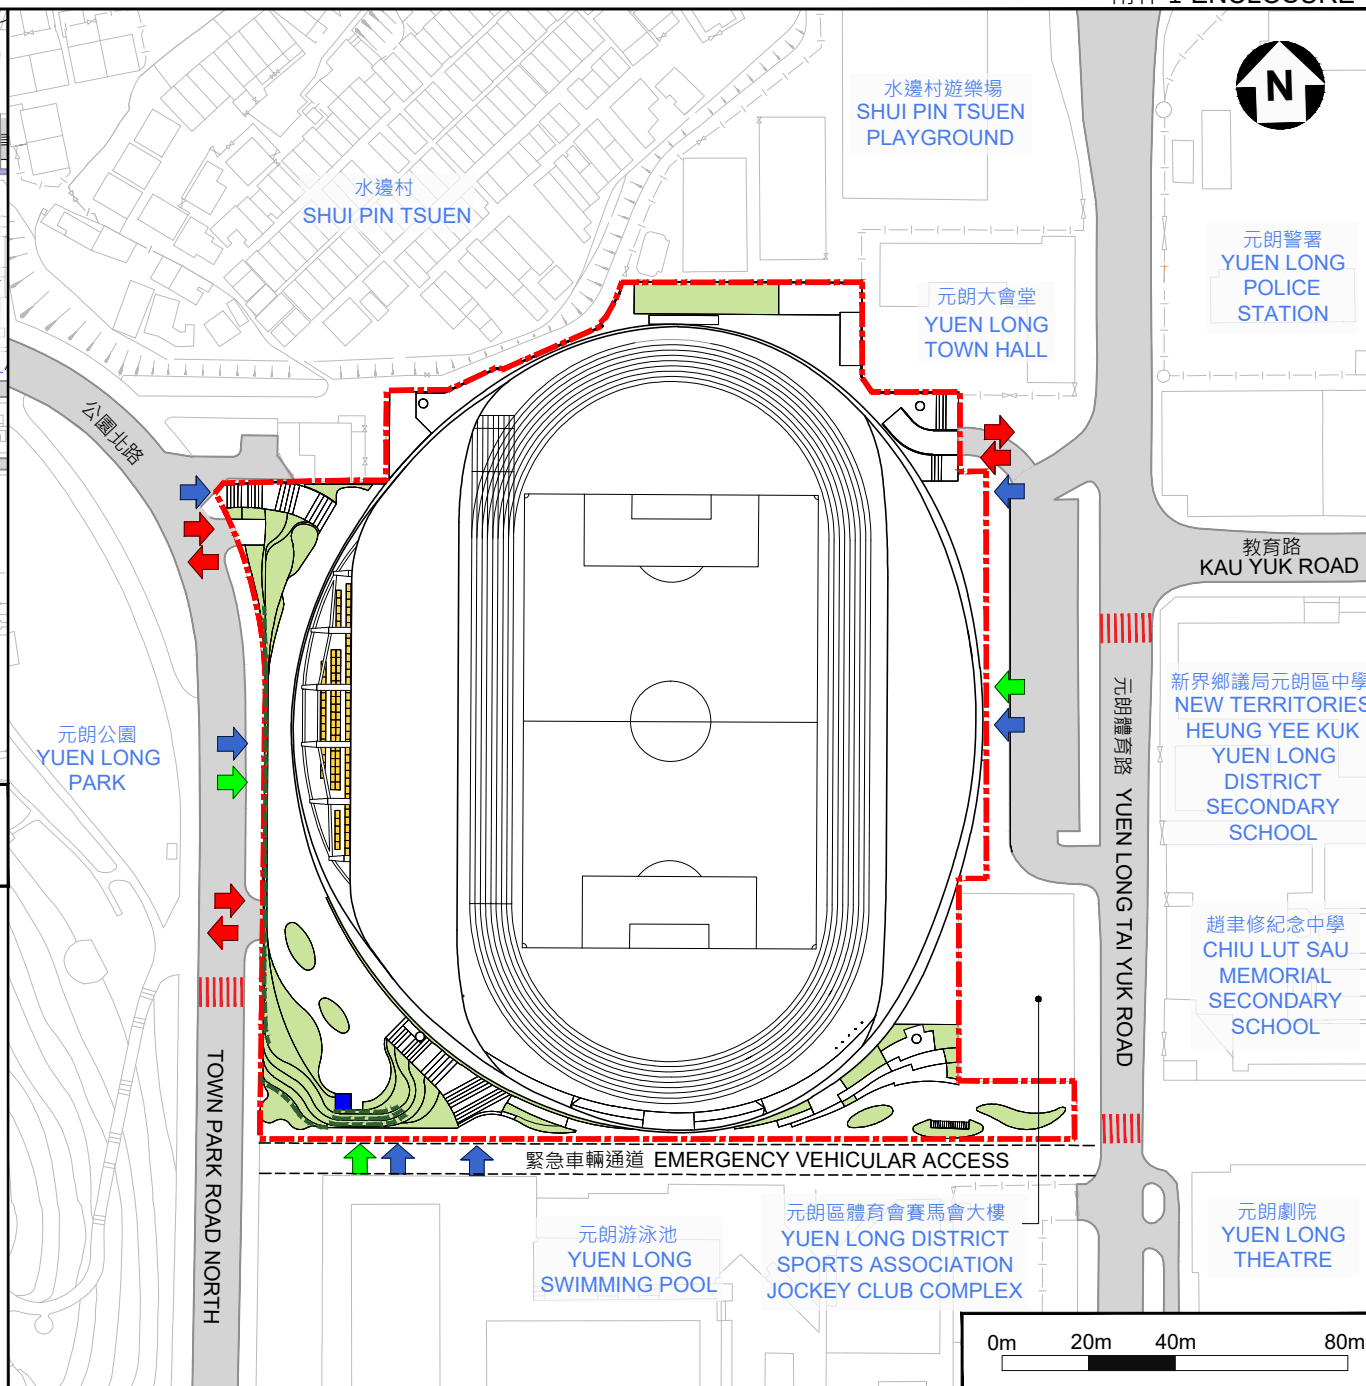 附件 1 ENCLOSURE
N
水邊村遊樂場
SHUI PIN TSUEN
PLAYGROUND
水邊村
SHUI PIN TSUEN
元朗警署
YUEN LONG
POLICE
STATION
元朗大會堂
YUEN LONG
TOWN HALL
公園北路
教育路
KAU YUK ROAD
新界鄉議局元朗區中學
NEW TERRITORIES
HEUNG YEE KUK
YUEN LONG
DISTRICT
SECONDARY
SCHOOL
元朗公園
YUEN LONG
PARK
元朗體育路 YUEN LONG TAI YUK ROAD
趙聿修紀念中學
CHIU LUT SAU
MEMORIAL
SECONDARY
SCHOOL
TOWN PARK ROAD NORTH
緊急車輛通道 EMERGENCY VEHICULAR ACCESS
元朗游泳池
YUEN LONG
SWIMMING POOL
元朗區體育會賽馬會大樓
YUEN LONG DISTRICT
SPORTS ASSOCIATION
JOCKEY CLUB COMPLEX
元朗劇院
YUEN LONG
THEATRE
0m 20m 40m 80m